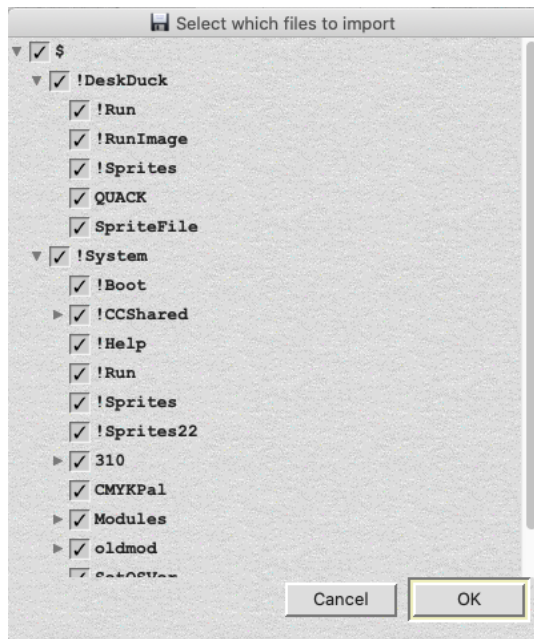 Select which files to import
$
!DeskDuck
!Run
!RunImage
!Sprites
QUACK
SpriteFile
!System
!Boot
!CCShared
!Help
!Run
!Sprites
!Sprites22
310
CMYKPal
Modules
oldmod
Cancel
OK